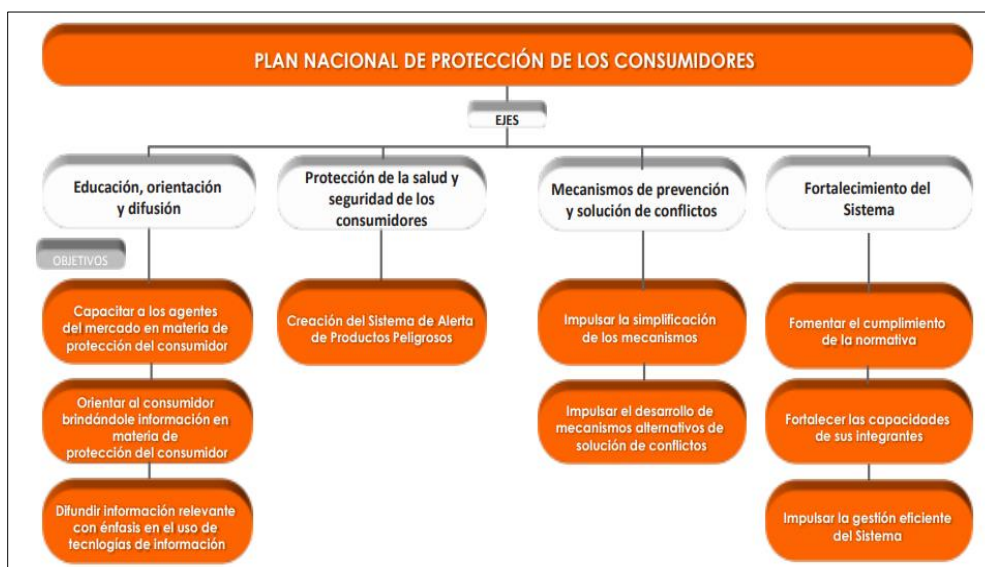 PLAN NACIONAL DE PROTECCIÓN DE LOS CONSUMIDORES
EJES
Educación, orientación
y difusión
Protección de la salud y
seguridad de los
consumidores
Mecanismos de prevención
y solución de conflictos
Fortalecimiento del
Sistema
OBJETIVOS
Capacitar a los agentes
del mercado en materia de
protección del consumidor
Orientar al consumidor
brindándole información en
materia de
protección del consumidor
Difundir información relevante
con énfasis en el uso de
tecnlogías de información
Creación del Sistema de Alerta
de Productos Peligrosos
Impulsar la simplificación
de los mecanismos
Impulsar el desarrollo de
mecanismos alternativos de
solución de conflictos
Fomentar el cumplimiento
de la normativa
Fortalecer las capacidades
de sus integrantes
Impulsar la gestión eficiente
del Sistema